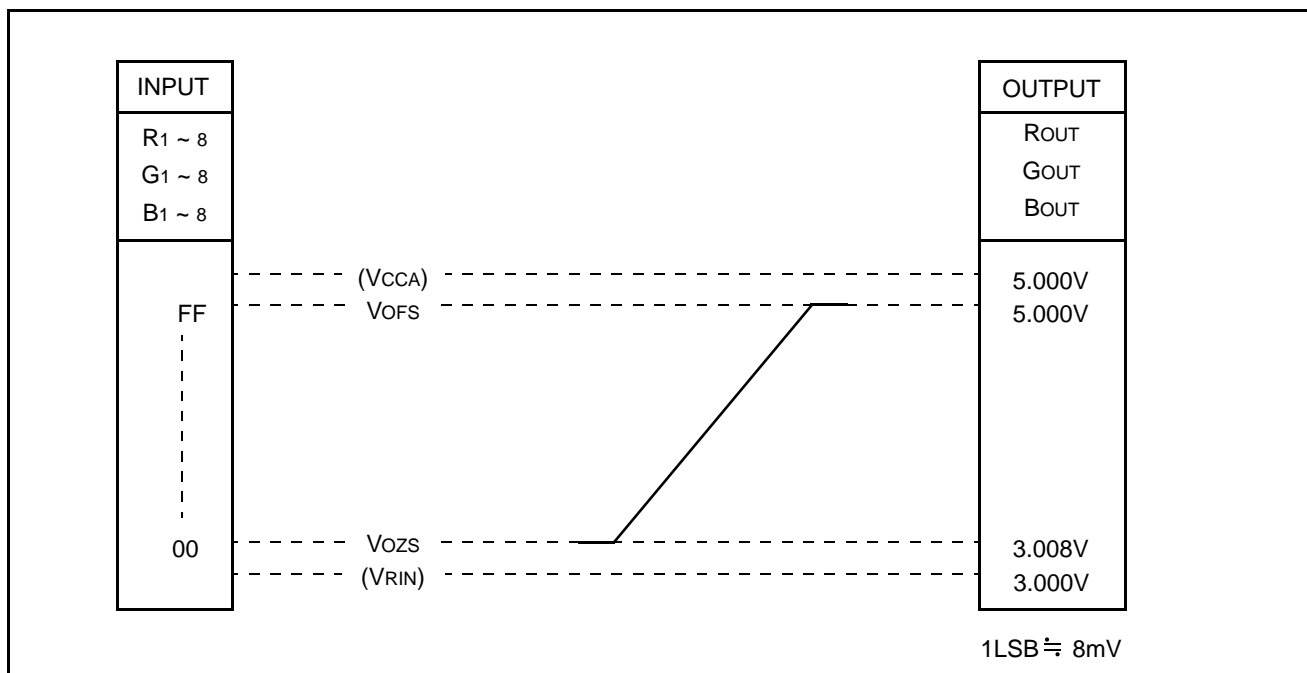 INPUT
R1 ~ 8
G1 ~ 8
B1 ~ 8
FF
00
(VCCA)
VOFS
VOZS
(VRIN)
OUTPUT
ROUT
GOUT
BOUT
5.000V
5.000V
3.008V
3.000V
1LSB≒ 8mV